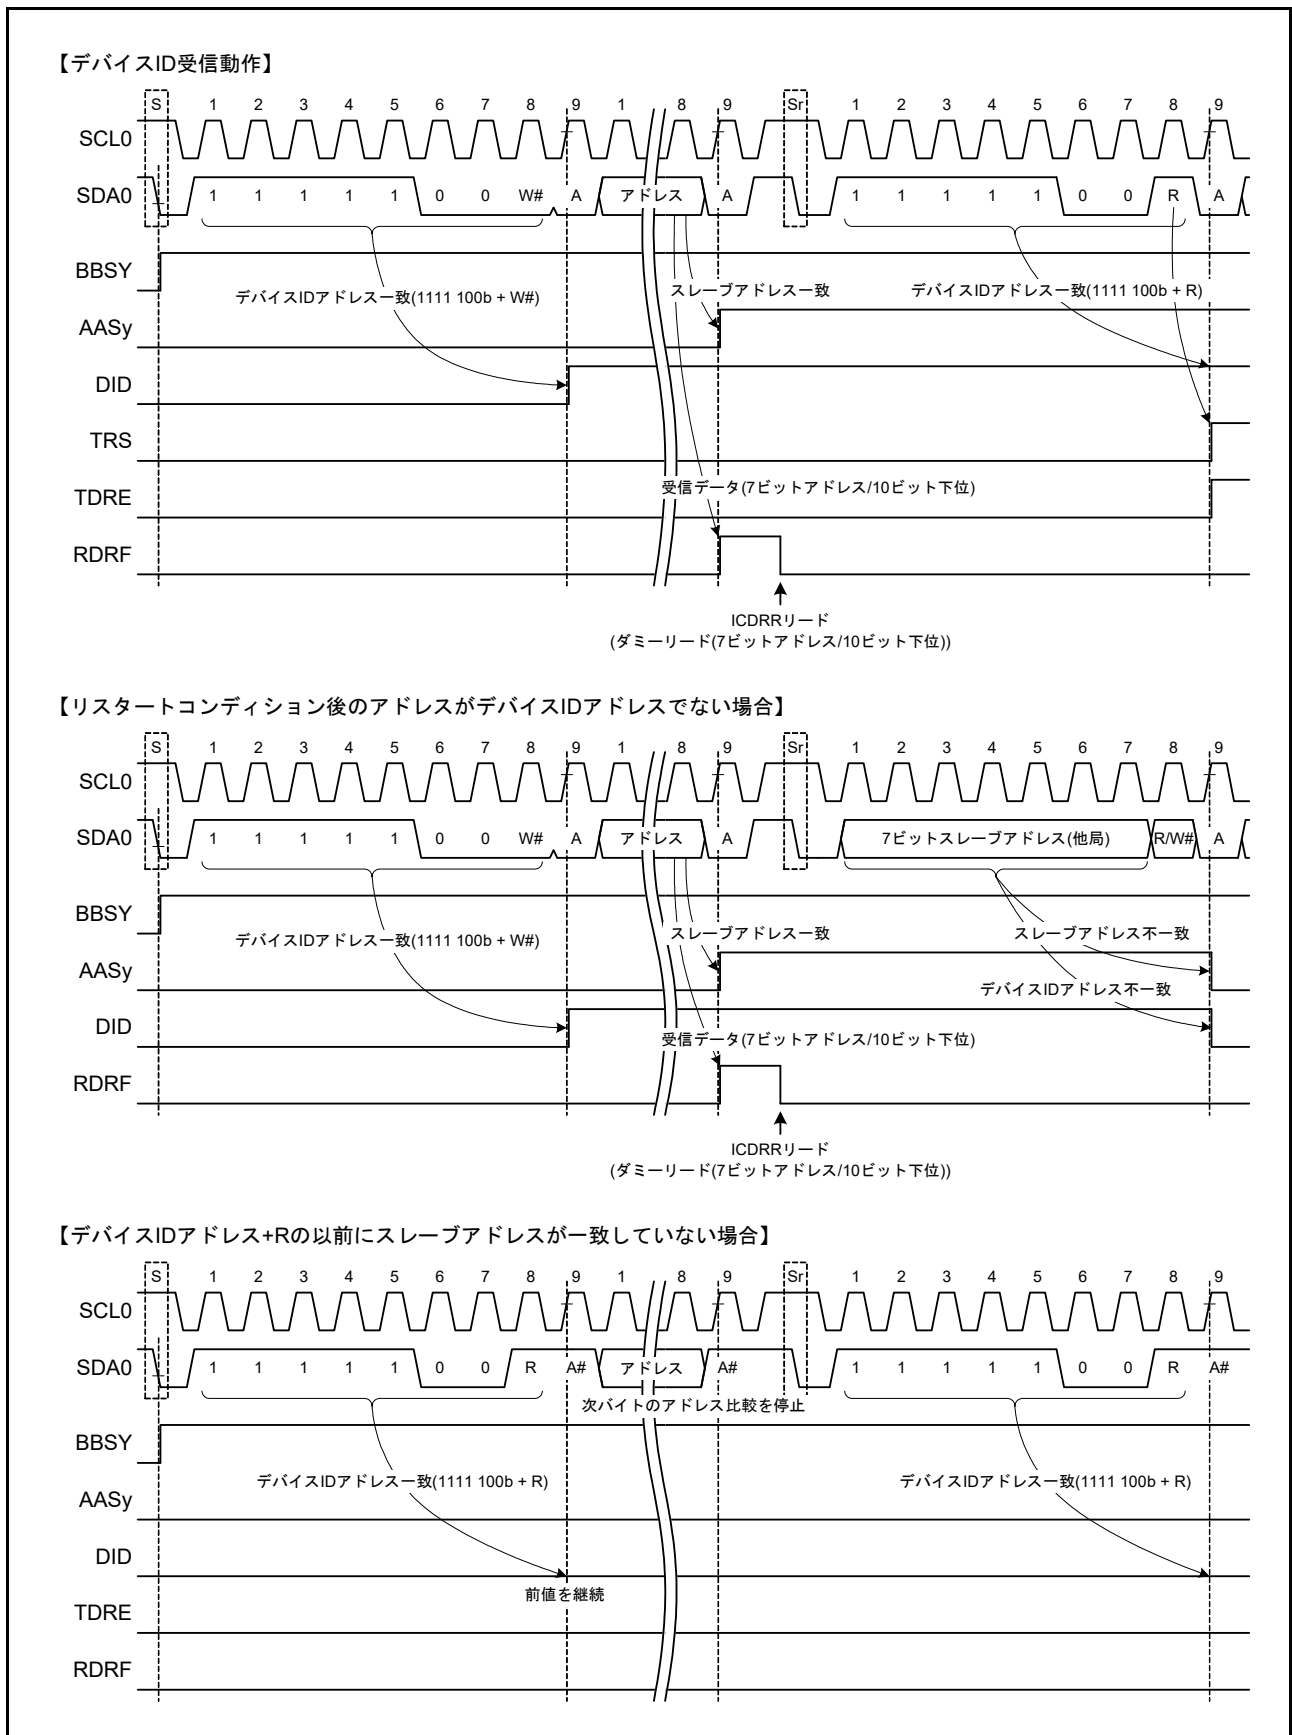 【デバイスID受信動作】
S 1 2 3 4 5 6 7 8 9 1 8 9 Sr 1 2 3 4 5 6 7 8 9
SCL0
SDA0 1 1 1 1 1 0 0 W# A アドレス A 1 1 1 1 1 0 0 R A
BBSY
デバイスIDアドレス一致(1111 100b + W#) スレーブアドレス一致 デバイスIDアドレス一致(1111 100b + R)
AASy
DID
TRS
受信データ(7ビットアドレス/10ビット下位)
TDRE
RDRF
ICDRRリード
(ダミーリード(7ビットアドレス/10ビット下位))
【リスタートコンディション後のアドレスがデバイスIDアドレスでない場合】
S 1 2 3 4 5 6 7 8 9 1 8 9 Sr 1 2 3 4 5 6 7 8 9
SCL0
SDA0 1 1 1 1 1 0 0 W# A アドレス A 7ビットスレーブアドレス(他局) R/W# A
BBSY
デバイスIDアドレス一致(1111 100b + W#) スレーブアドレス一致 スレーブアドレス不一致
AASy
デバイスIDアドレス不一致
DID
受信データ(7ビットアドレス/10ビット下位)
RDRF
ICDRRリード
(ダミーリード(7ビットアドレス/10ビット下位))
【デバイスIDアドレス+Rの以前にスレーブアドレスが一致していない場合】
S 1 2 3 4 5 6 7 8 9 1 8 9 Sr 1 2 3 4 5 6 7 8 9
SCL0
SDA0 1 1 1 1 1 0 0 R A# アドレス A# 1 1 1 1 1 0 0 R A#
次バイトのアドレス比較を停止
BBSY
デバイスIDアドレス一致(1111 100b + R) デバイスIDアドレス一致(1111 100b + R)
AASy
DID
前値を継続
TDRE
RDRF